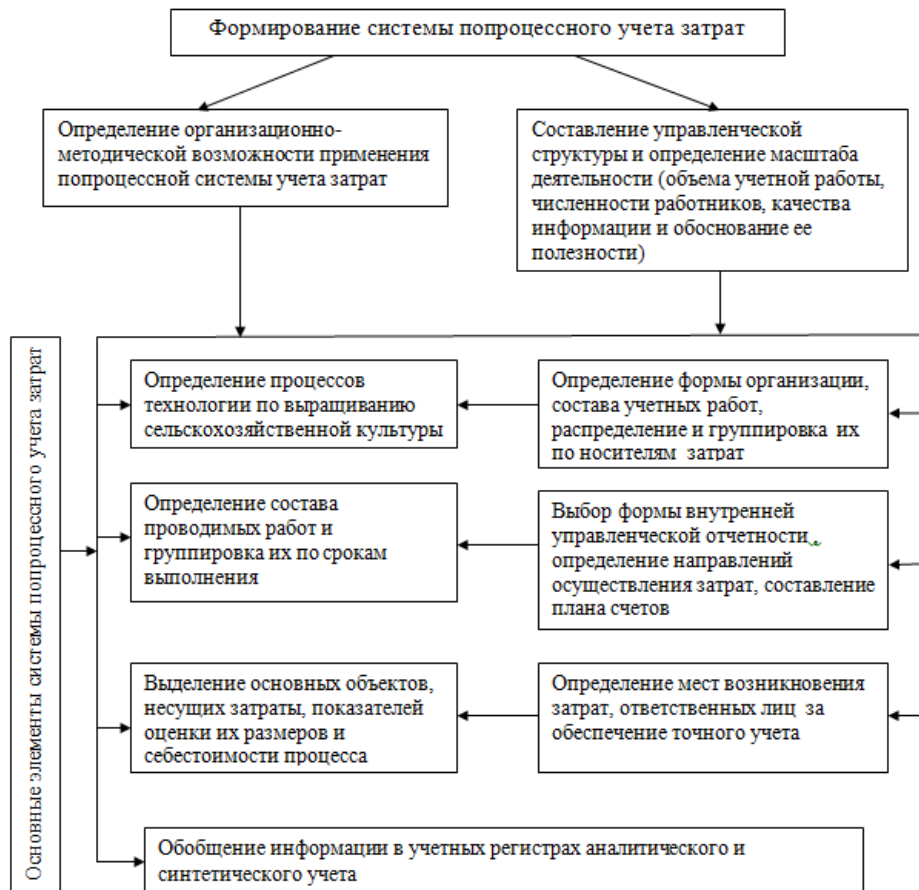 Формирование системы попроцессного учета затрат
Определение организационно-
методической возможности применения
попроцессной системы учета затрат
Составление управленческой
структуры и определение масштаба
деятельности (объема учетной работы,
численности работников, качества
информации и обоснование ее
полезности)
Основные элементы системы попроцессного учета затрат
Определение процессов
технологии по выращиванию
сельскохозяйственной культуры
Определение формы организации,
состава учетных работ,
распределение и группировка их
по носителям затрат
Определение состава
проводимых работ и
группировка их по срокам
выполнения
Выбор формы внутренней
управленческой отчетности,
определение направлений
осуществления затрат, составление
плана счетов
Выделение основных объектов,
несущих затраты, показателей
оценки их размеров и
себестоимости процесса
Определение мест возникновения
затрат, ответственных лиц за
обеспечение точного учета
Обобщение информации в учетных регистрах аналитического и
синтетического учета